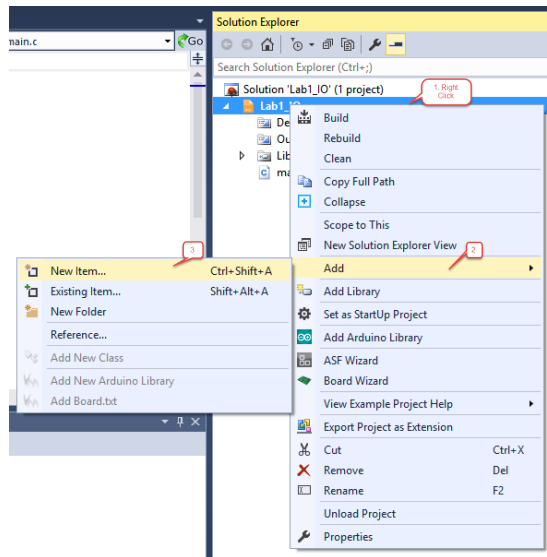 Solution Explorer
main.c
Go
Search Solution Explorer (Ctrl+;)
Solution 'Lab1_IO' (1 project)
1. Right
Click
Lab1_IO
De
Ou
Lib
ma
Build
Rebuild
Clean
Copy Full Path
Collapse
Scope to This
New Solution Explorer View
3
2
New Item... Ctrl+Shift+A
Existing Item... Shift+Alt+A
New Folder
Reference...
Add New Class
Add New Arduino Library
Add Board.txt
Add
Add Library
Set as StartUp Project
Add Arduino Library
ASF Wizard
Board Wizard
View Example Project Help
Export Project as Extension
Cut Ctrl+X
Remove Del
Rename F2
Unload Project
Properties